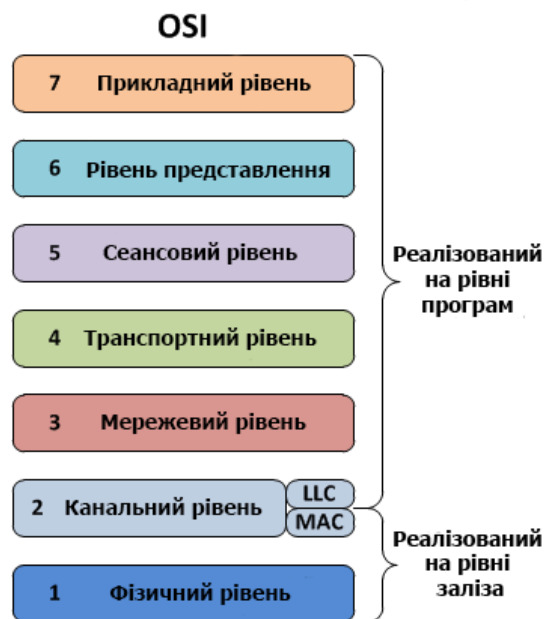 OSI
7 Прикладний рівень
6 Рівень представлення
5 Сеансовий рівень
Реалізований
на рівні
програм
4 Транспортний рівень
3 Мережевий рівень
2 Канальний рівень
LLC
MAC
Реалізований
на рівні
заліза
1 Фізичний рівень